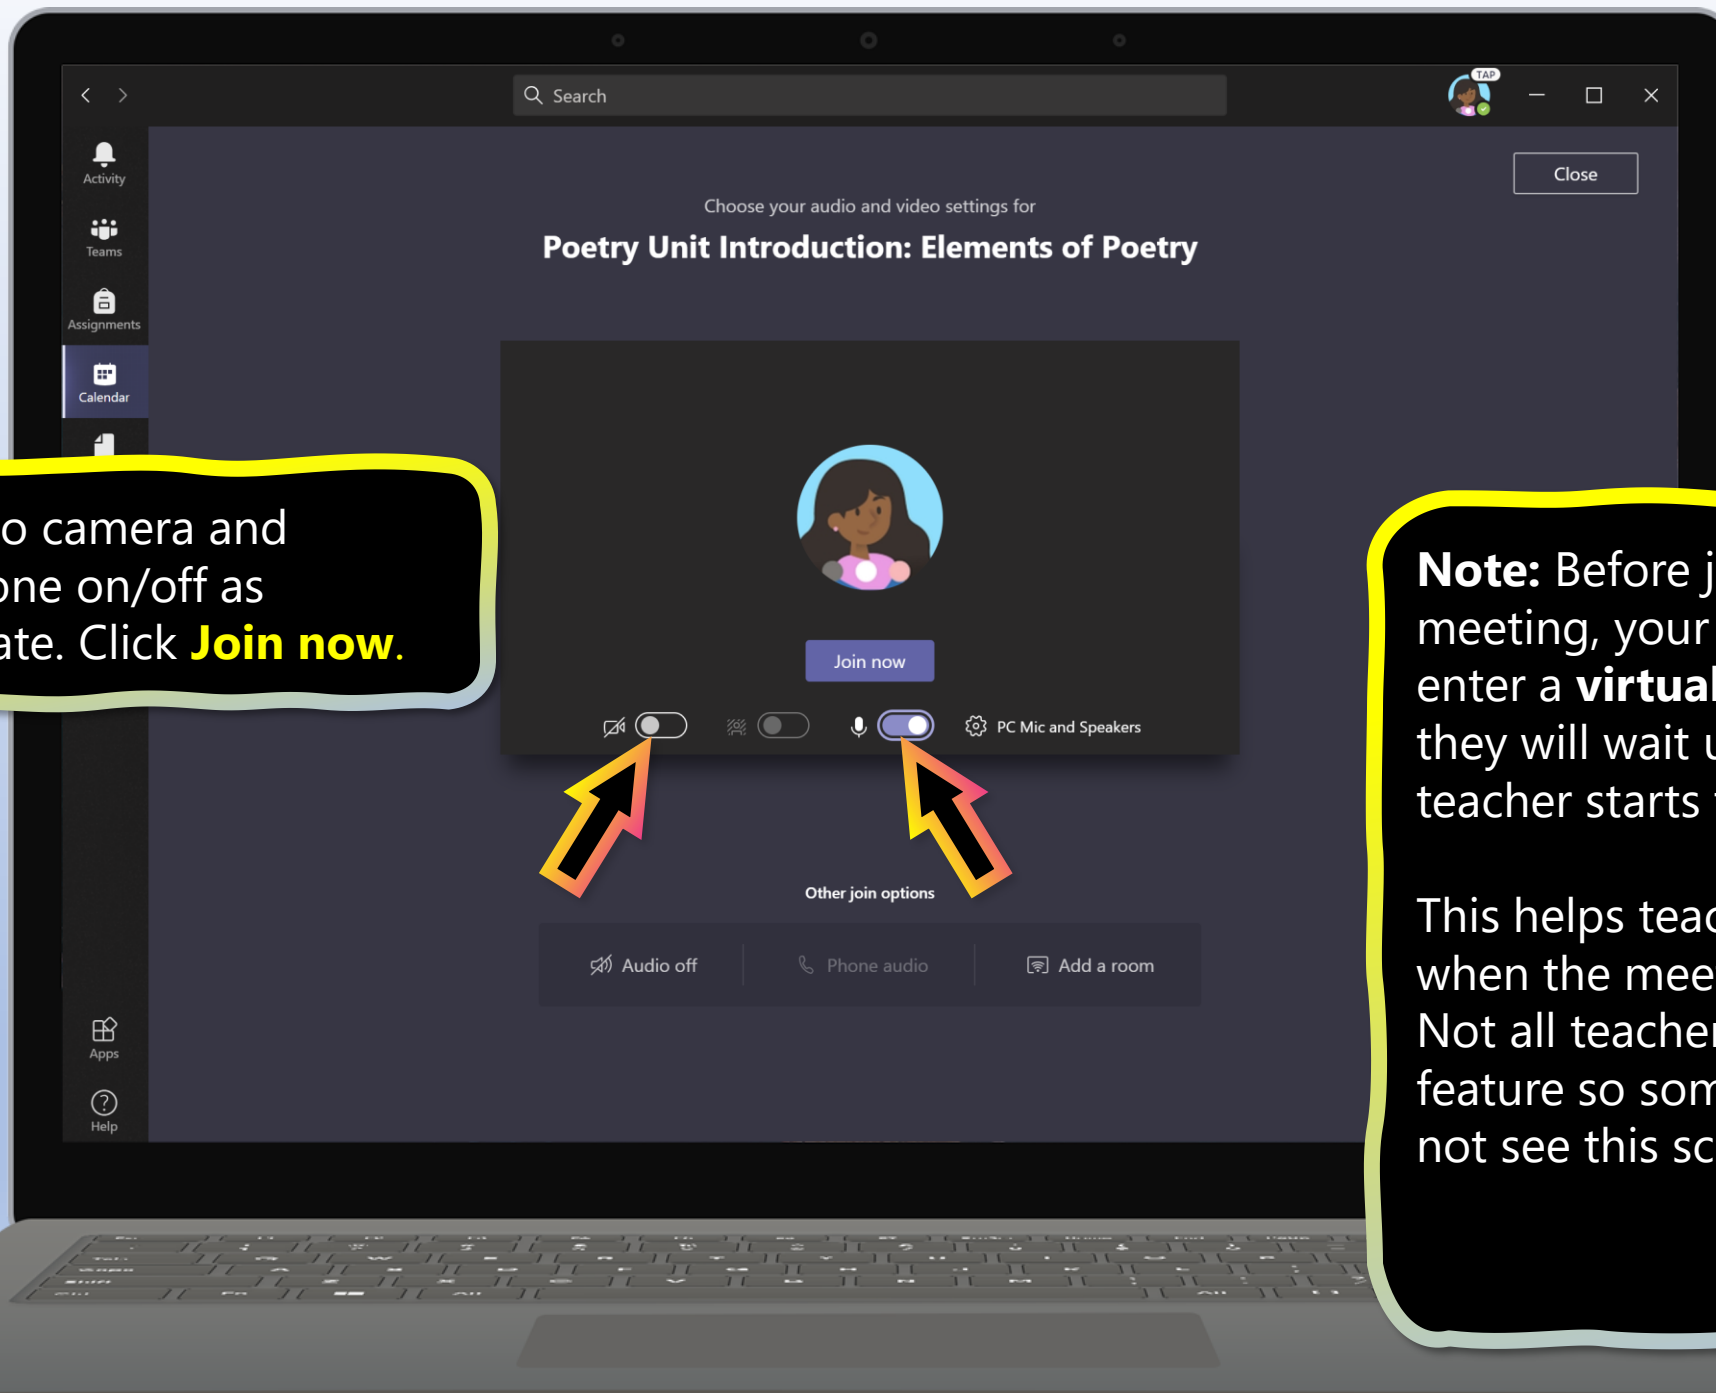 Search
TAP
Activity
Teams
Assignments
Calendar
Apps
Help
Close
Choose your audio and video settings for
Poetry Unit Introduction: Elements of Poetry
Join now
PC Mic and Speakers
Other join options
Audio off
Phone audio
Add a room
o camera and
one on/off as
ate. Click Join now.
Note: Before j
meeting, your
enter a virtual
they will wait u
teacher starts t
This helps teac
when the mee
Not all teacher
feature so som
not see this sc